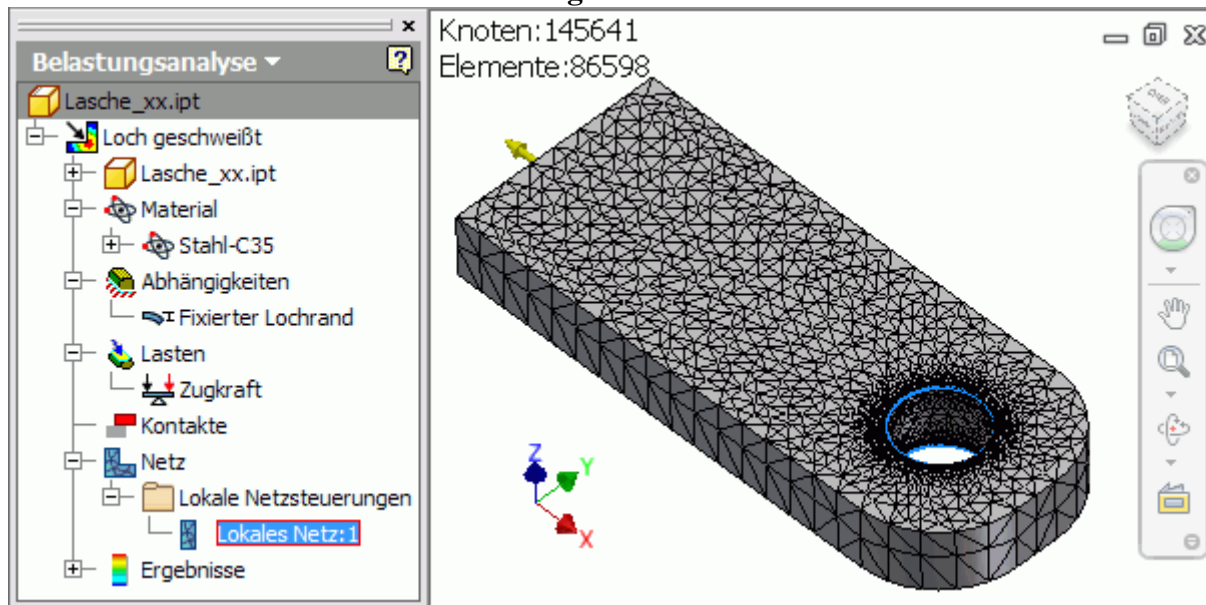 Belastungsanalyse
Lasche_xx.ipt
Loch geschweißt
Lasche_xx.ipt
Material
Stahl-C35
Abhängigkeiten
Fixierter Lochrand
Lasten
Zugkraft
Kontakte
Netz
Lokale Netzsteuerungen
Lokales Netz:1
Ergebnisse
Knoten:145641
Elemente:86598
Z
Y
X